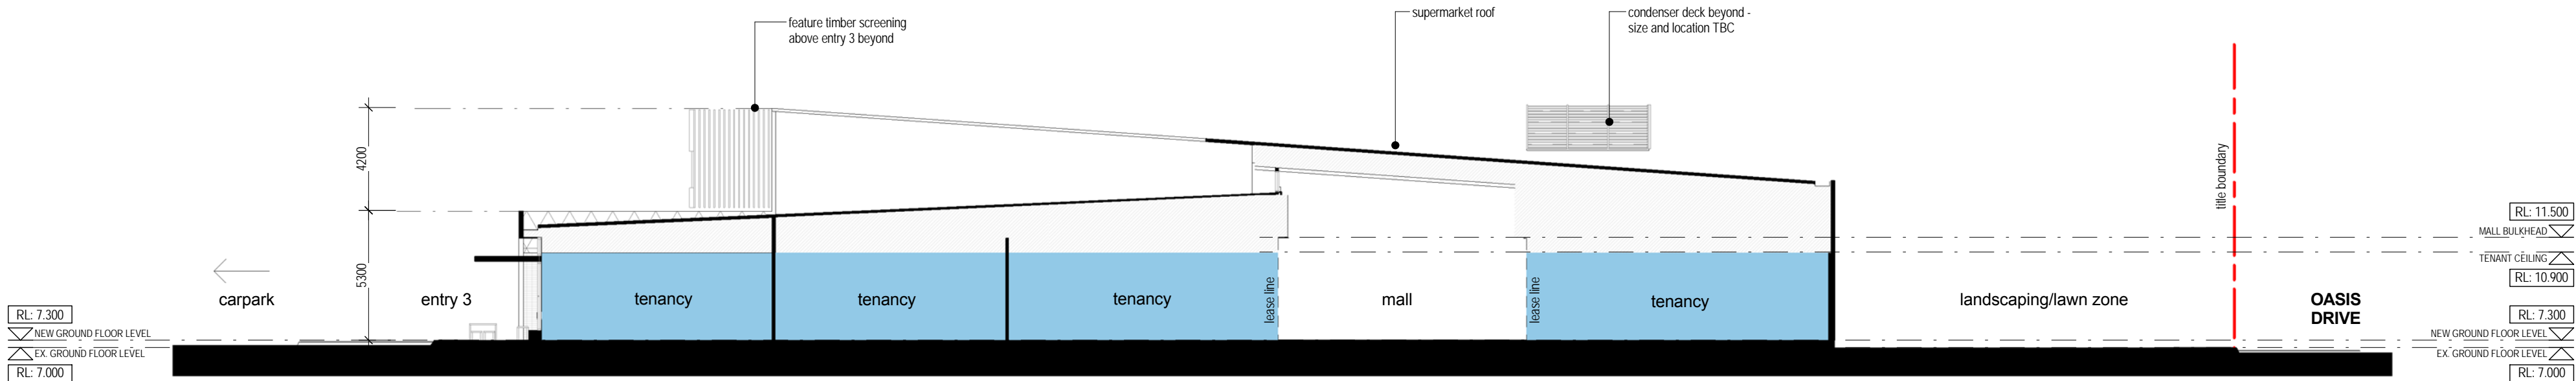 feature timber screening
above entry 3 beyond
supermarket roof
condenser deck beyond -
size and location TBC
4200
5300
title boundary
RL: 11.500
MALL BULKHEAD
TENANT CEILING
RL: 10.900
carpark
entry 3
tenancy
tenancy
tenancy
lease line
mall
lease line
tenancy
landscaping/lawn zone
OASIS
DRIVE
RL: 7.300
NEW GROUND FLOOR LEVEL
EX. GROUND FLOOR LEVEL
RL: 7.000
RL: 7.300
NEW GROUND FLOOR LEVEL
EX. GROUND FLOOR LEVEL
RL: 7.000